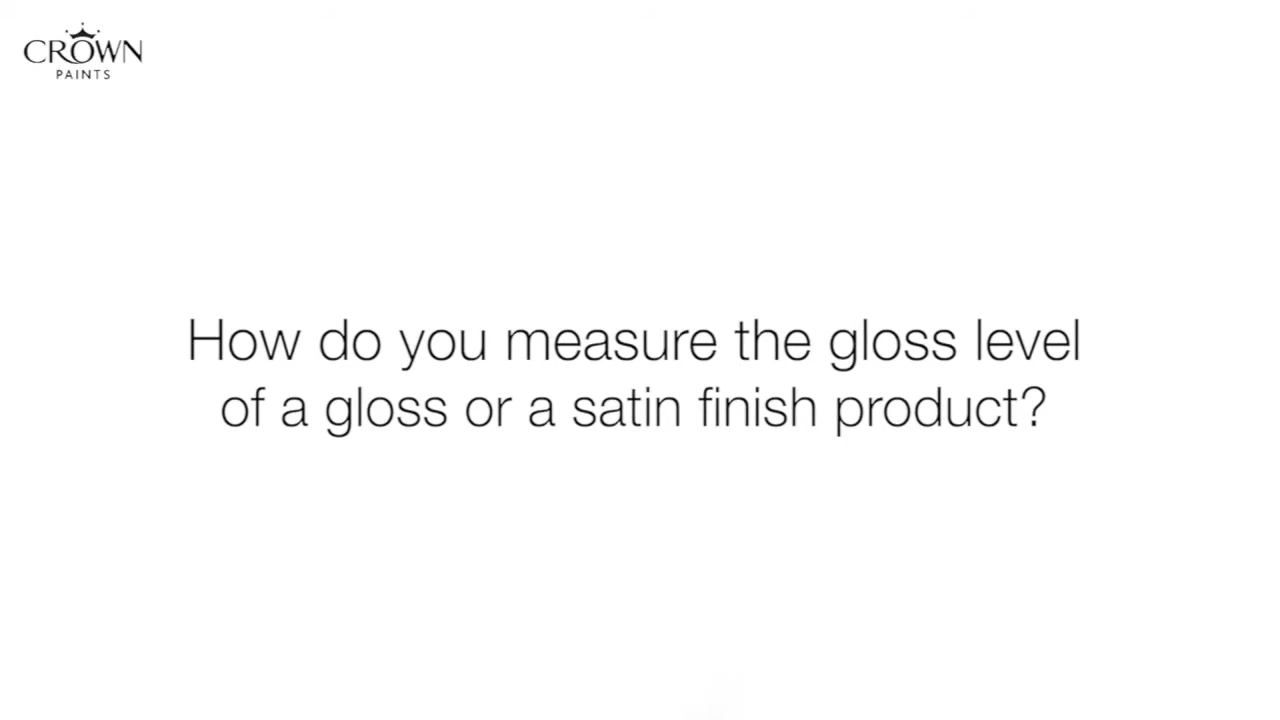 CROWN
PAINTS
How do you measure the gloss level
of a gloss or a satin finish product?